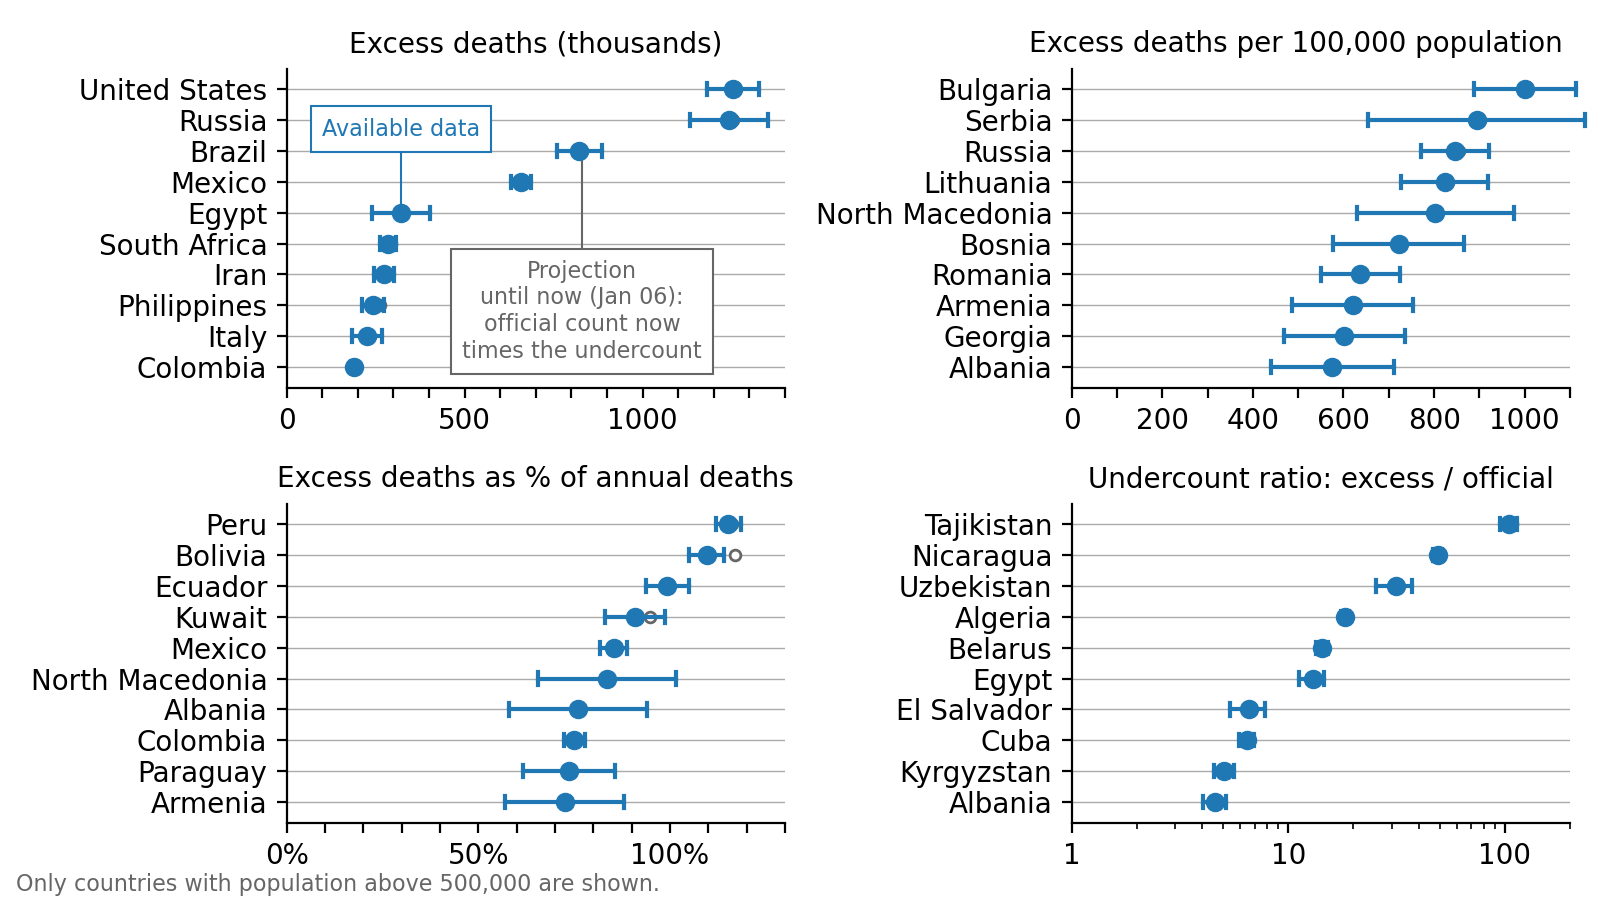 Excess deaths (thousands)
United States
Russia
Brazil
Mexico
Egypt
South Africa
Iran
Philippines
Italy
Colombia
Available data
Projection
until now (Jan 06):
official count now
times the undercount
0 500 1000
Excess deaths per 100,000 population
Bulgaria
Serbia
Russia
Lithuania
North Macedonia
Bosnia
Romania
Armenia
Georgia
Albania
0 200 400 600 800 1000
Excess deaths as % of annual deaths
Peru
Bolivia
Ecuador
Kuwait
Mexico
North Macedonia
Albania
Colombia
Paraguay
Armenia
0% 50% 100%
Undercount ratio: excess / official
Tajikistan
Nicaragua
Uzbekistan
Algeria
Belarus
Egypt
El Salvador
Cuba
Kyrgyzstan
Albania
1 10 100
Only countries with population above 500,000 are shown.